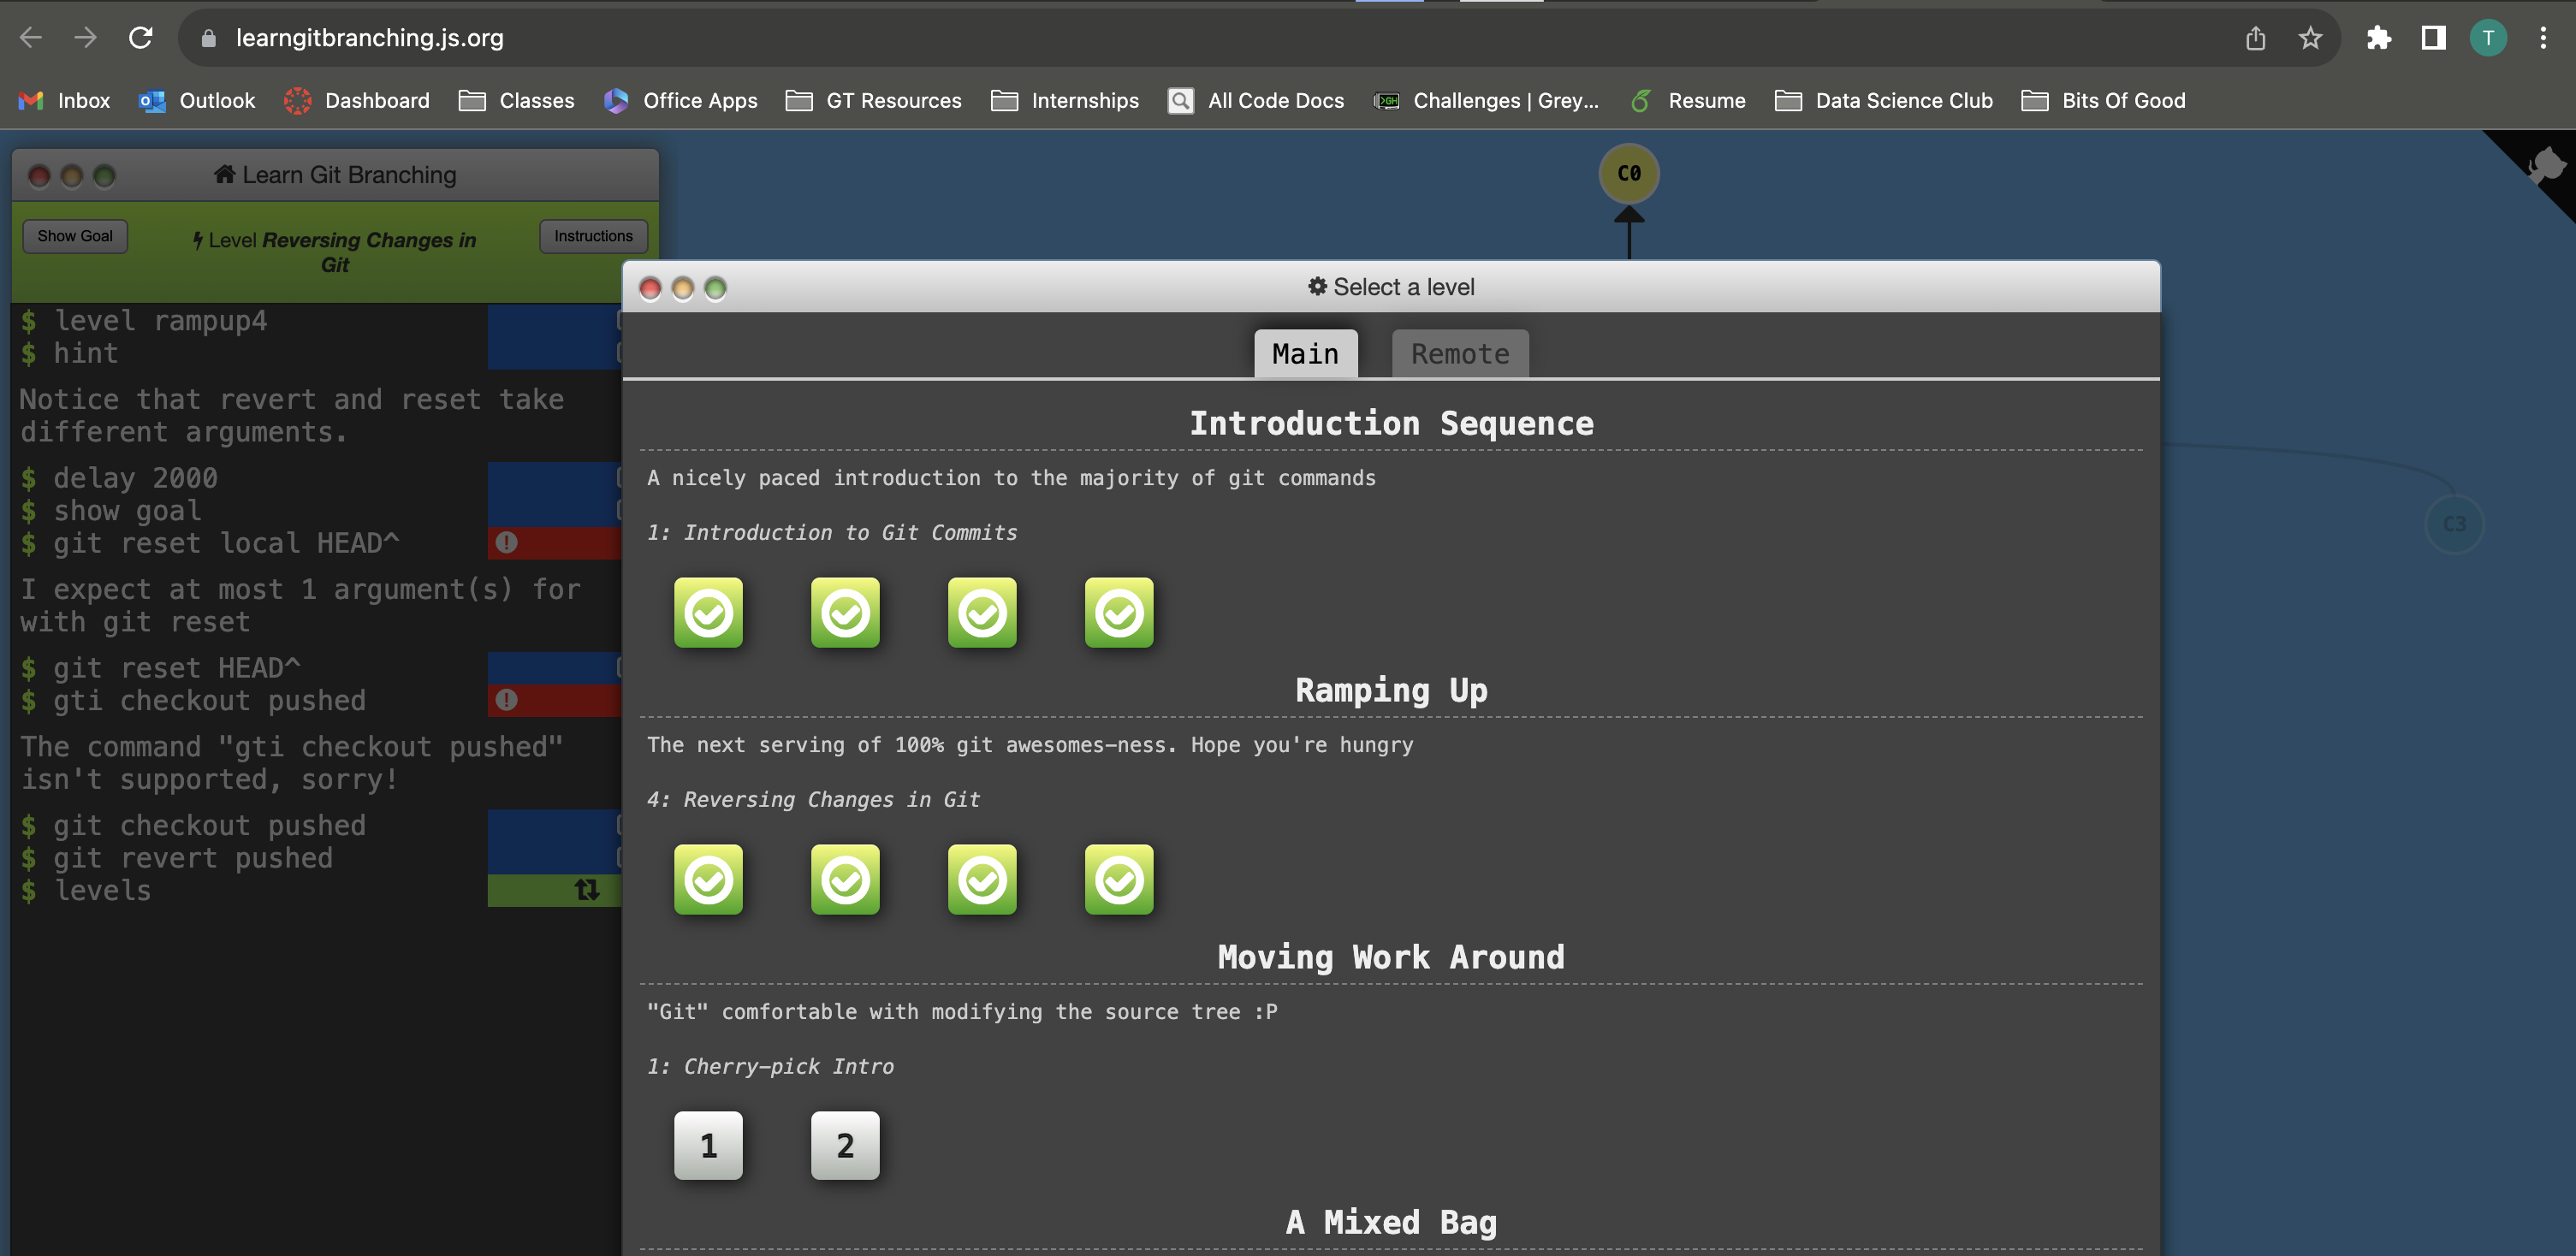 learngitbranching.js.org
T
Inbox
Outlook
Dashboard
Classes
Office Apps
GT Resources
Internships
All Code Docs
Challenges | Grey...
Resume
Data Science Club
Bits Of Good
Learn Git Branching
Show Goal
Level Reversing Changes in
Git
Instructions
$ level rampup4
$ hint
Notice that revert and reset take
different arguments.
$ delay 2000
$ show goal
$ git reset local HEAD^
I expect at most 1 argument(s) for
with git reset
$ git reset HEAD^
$ gti checkout pushed
The command "gti checkout pushed"
isn't supported, sorry!
$ git checkout pushed
$ git revert pushed
$ levels
C0
C3
Select a level
Main
Remote
Introduction Sequence
A nicely paced introduction to the majority of git commands
1: Introduction to Git Commits
Ramping Up
The next serving of 100% git awesomes-ness. Hope you're hungry
4: Reversing Changes in Git
Moving Work Around
"Git" comfortable with modifying the source tree :P
1: Cherry-pick Intro
1
2
A Mixed Bag